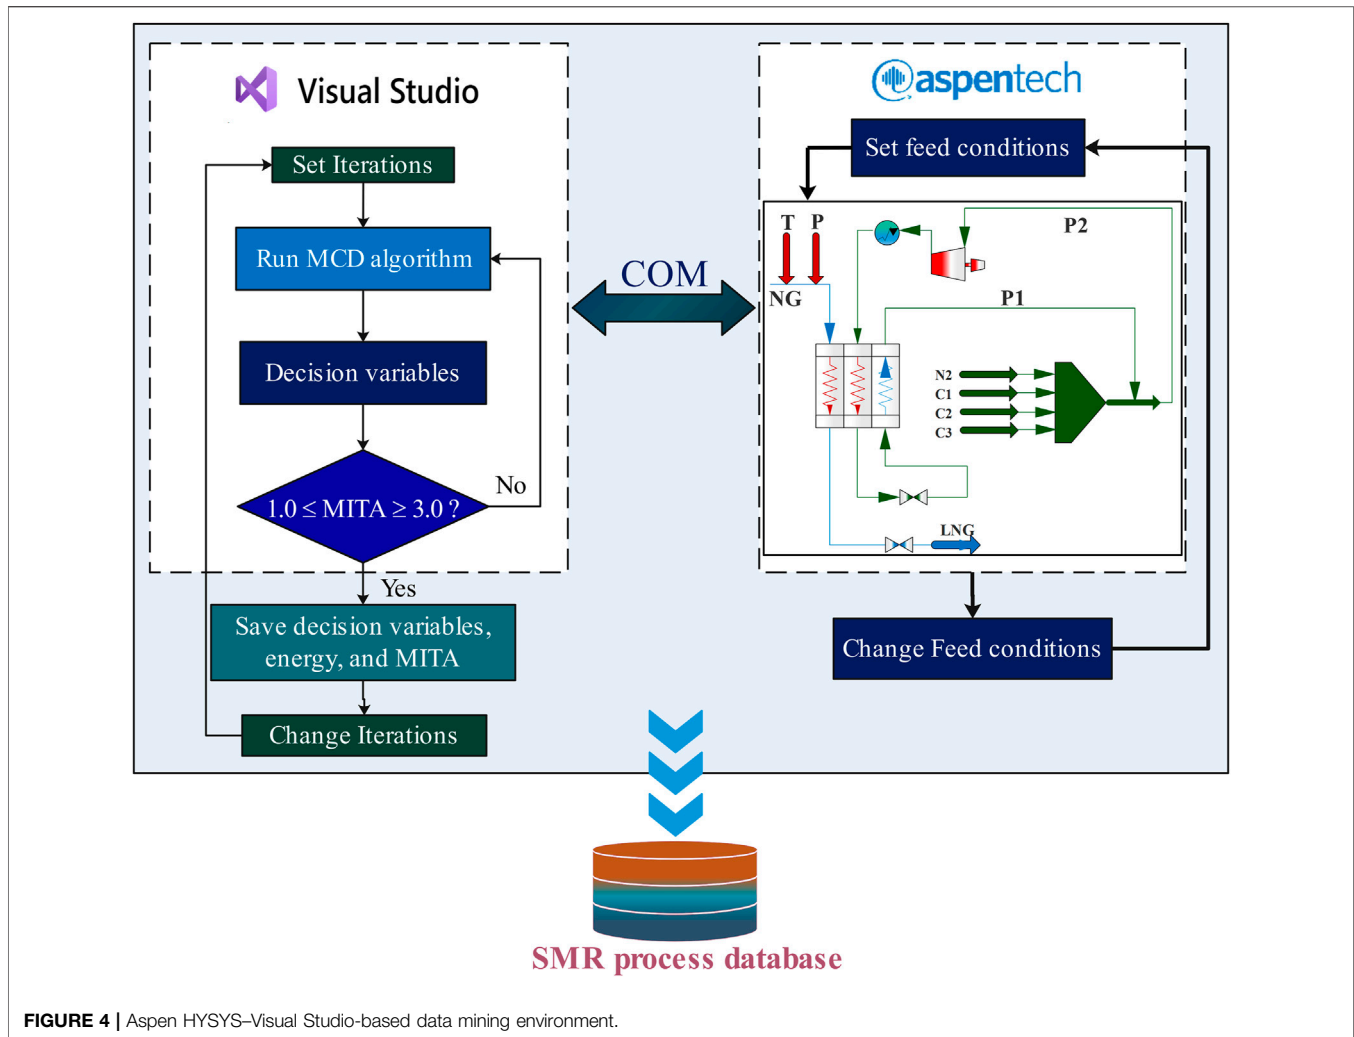 Visual Studio
Set Iterations
Run MCD algorithm
Decision variables
1.0 ≤ MITA ≥ 3.0 ?
No
Yes
Save decision variables,
energy, and MITA
Change Iterations
COM
aspentech
Set feed conditions
T P
NG
P2
P1
N2
C1
C2
C3
LNG
Change Feed conditions
SMR process database
FIGURE 4 | Aspen HYSYS–Visual Studio-based data mining environment.